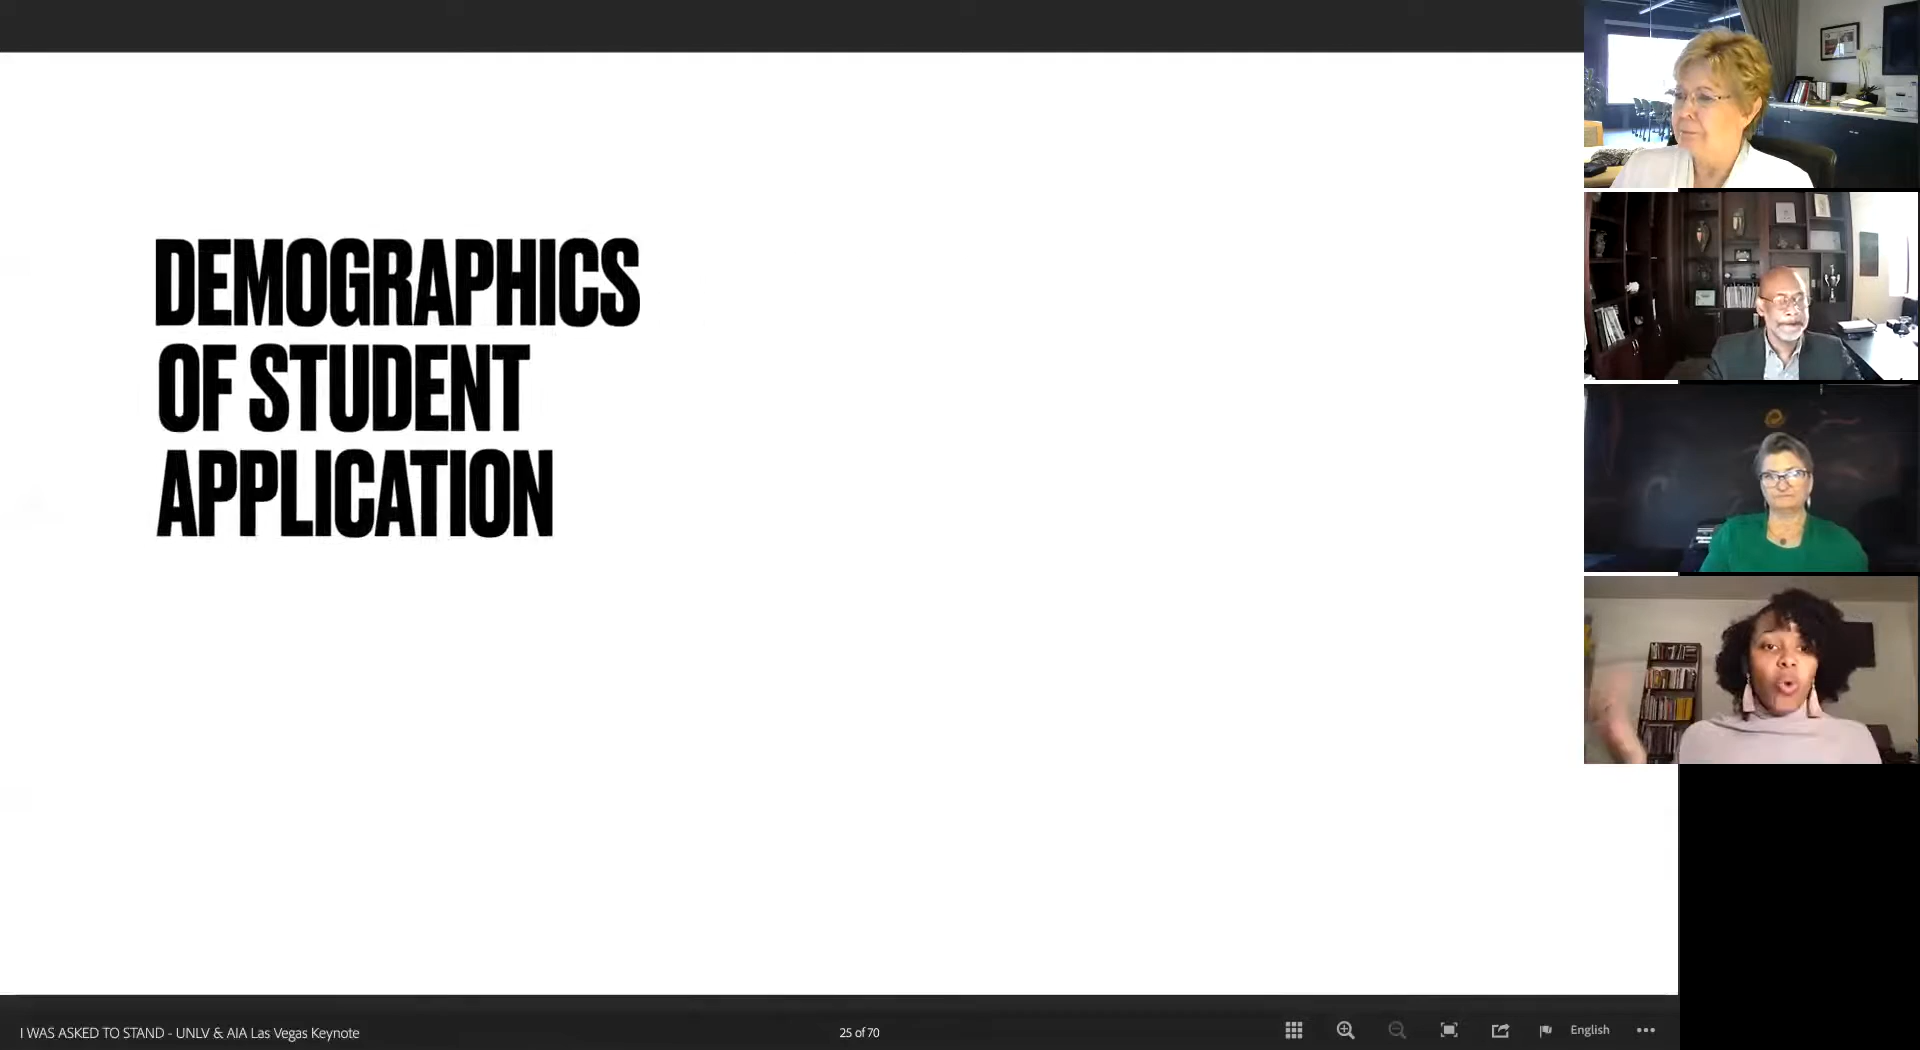 DEMOGRAPHICS
OF STUDENT
APPLICATION
I WAS ASKED TO STAND - UNLV & AIA Las Vegas Keynote
25 of 70
English